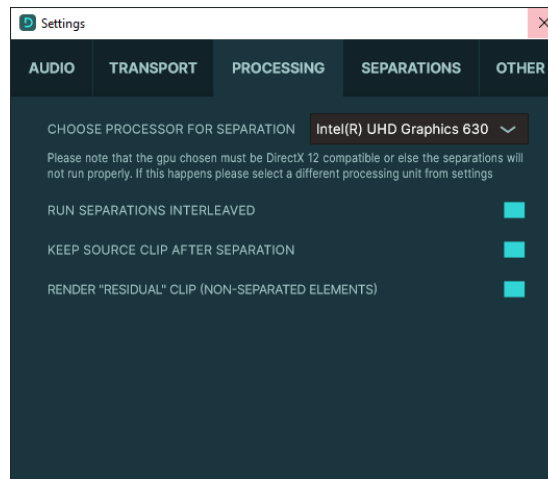 Settings
AUDIO TRANSPORT PROCESSING SEPARATIONS OTHER
CHOOSE PROCESSOR FOR SEPARATION Intel(R) UHD Graphics 630
Please note that the gpu chosen must be DirectX 12 compatible or else the separations will
not run properly. If this happens please select a different processing unit from settings
RUN SEPARATIONS INTERLEAVED
KEEP SOURCE CLIP AFTER SEPARATION
RENDER "RESIDUAL" CLIP (NON-SEPARATED ELEMENTS)